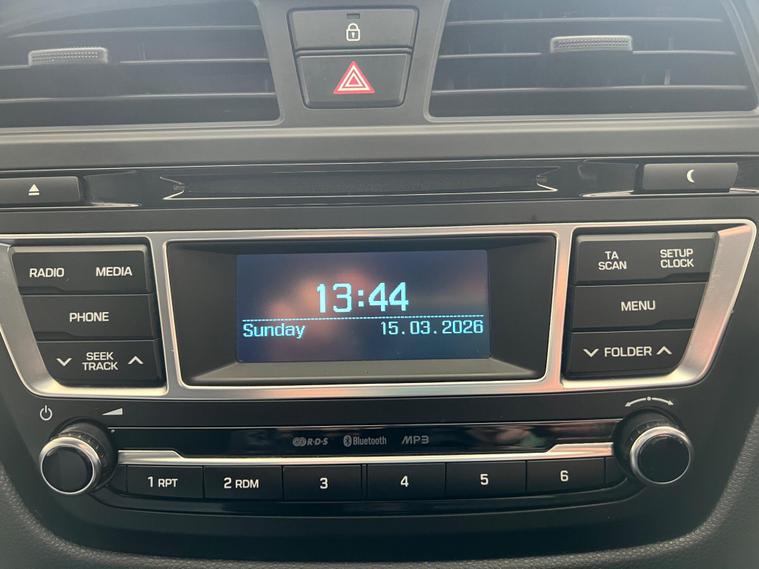 RADIO MEDIA
PHONE
SEEK
TRACK
13:44
Sunday 15.03.2026
TA
SCAN
SETUP
CLOCK
MENU
FOLDER
R·D·S Bluetooth MP3
1 RPT 2 RDM 3 4 5 6